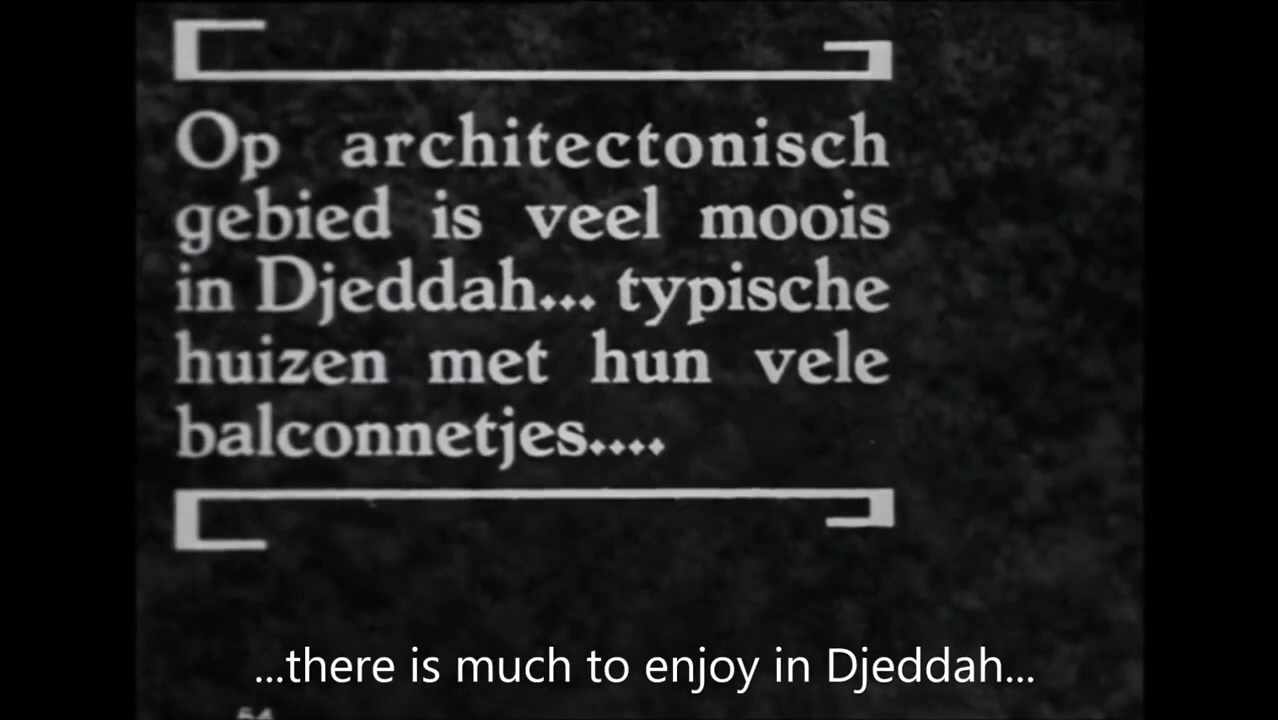 Op architectonisch
gebied is veel moois
in Djeddah... typische
huizen met hun vele
balconnetjes....
...there is much to enjoy in Djeddah...